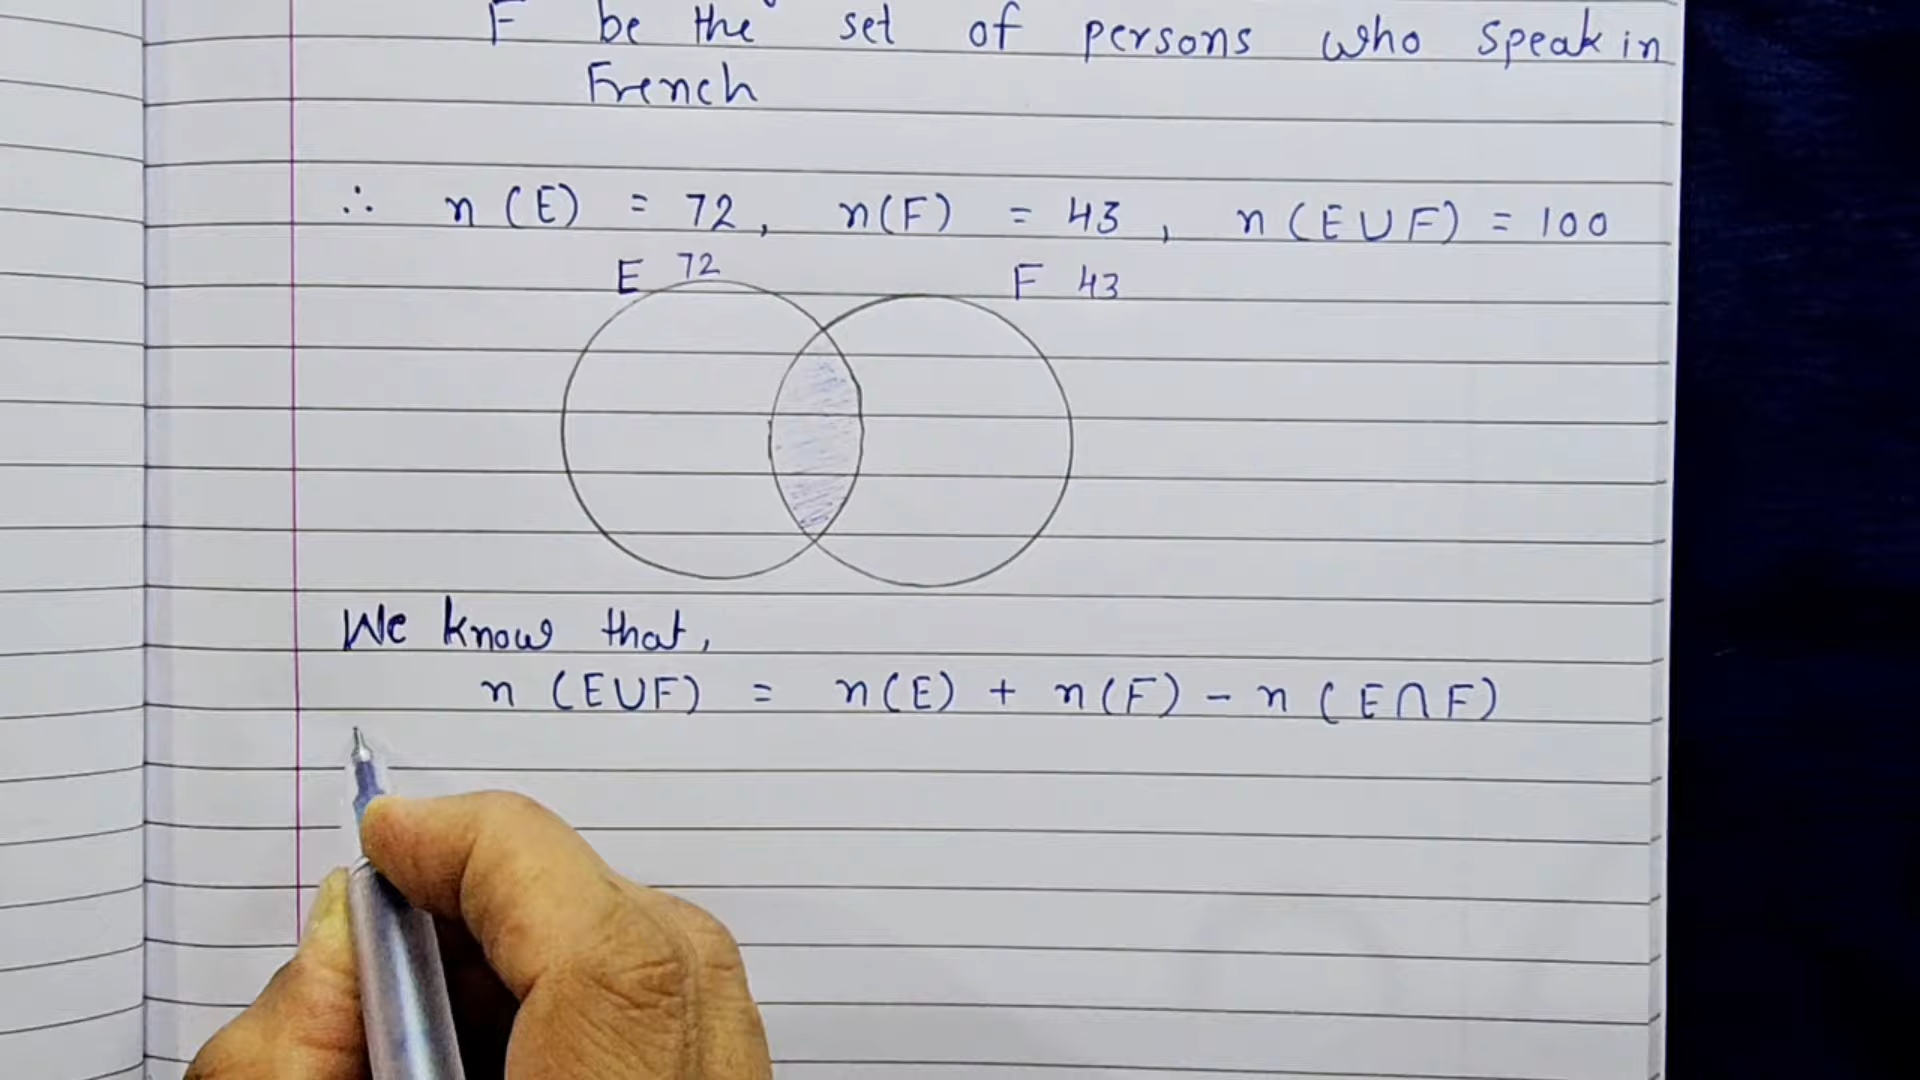 F be the set of persons who speak in
French
∴ n (E) = 72, n(F) = 43, n(E∪F) = 100
E 72 F 43
We know that,
n (E∪F) = n(E) + n(F) - n (E∩F)